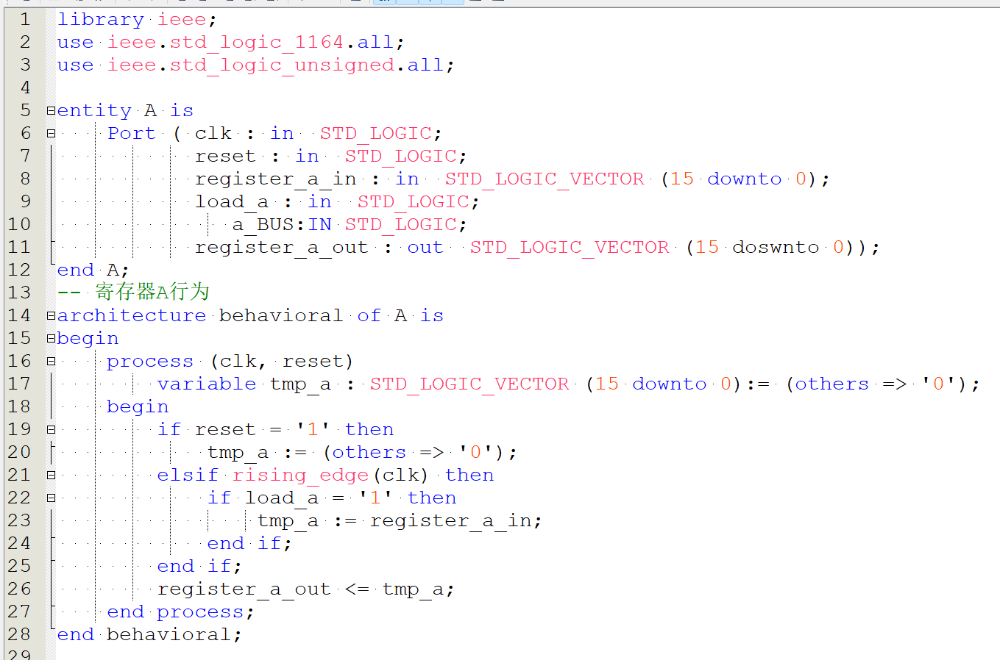 1 library ieee;
2 use ieee.std_logic_1164.all;
3 use ieee.std_logic_unsigned.all;
4
5 entity A is
6 Port ( clk : in STD_LOGIC;
7 reset : in STD_LOGIC;
8 register_a_in : in STD_LOGIC_VECTOR (15 downto 0);
9 load_a : in STD_LOGIC;
10 a_BUS:IN STD_LOGIC;
11 register_a_out : out STD_LOGIC_VECTOR (15 doswnto 0));
12 end A;
13 -- 寄存器A行为
14 architecture behavioral of A is
15 begin
16 process (clk, reset)
17 variable tmp_a : STD_LOGIC_VECTOR (15 downto 0):= (others => '0');
18 begin
19 if reset = '1' then
20 tmp_a := (others => '0');
21 elsif rising_edge(clk) then
22 if load_a = '1' then
23 tmp_a := register_a_in;
24 end if;
25 end if;
26 register_a_out <= tmp_a;
27 end process;
28 end behavioral;
29